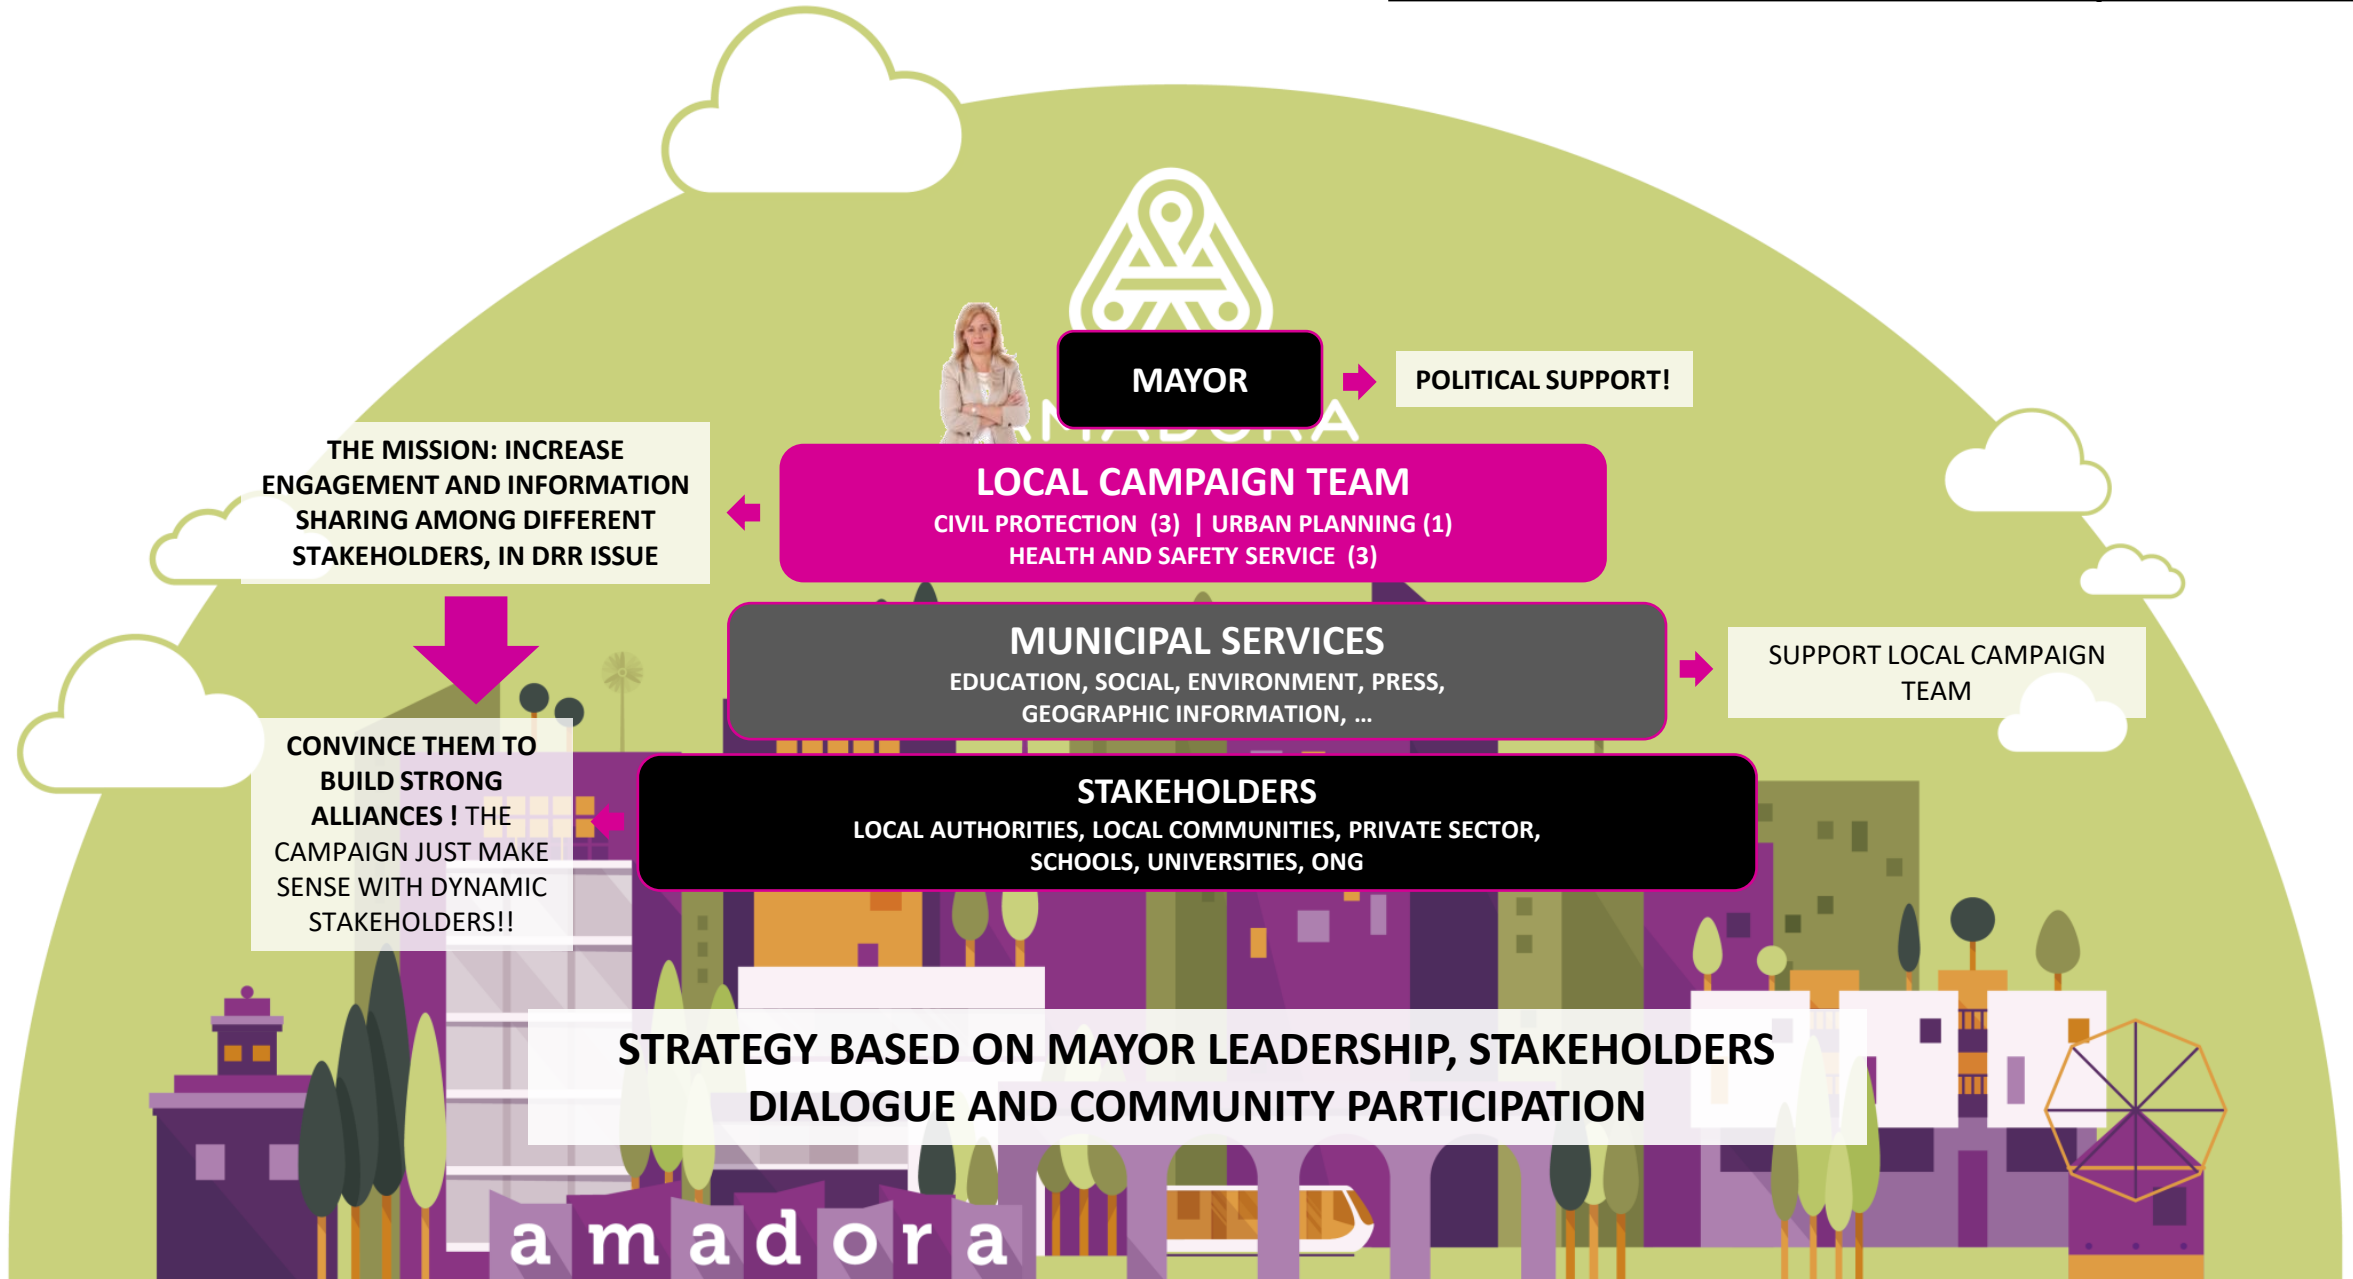 MAYOR
POLITICAL SUPPORT!
THE MISSION: INCREASE
ENGAGEMENT AND INFORMATION
SHARING AMONG DIFFERENT
STAKEHOLDERS, IN DRR ISSUE
LOCAL CAMPAIGN TEAM
CIVIL PROTECTION (3) | URBAN PLANNING (1)
HEALTH AND SAFETY SERVICE (3)
MUNICIPAL SERVICES
EDUCATION, SOCIAL, ENVIRONMENT, PRESS,
GEOGRAPHIC INFORMATION, ...
SUPPORT LOCAL CAMPAIGN
TEAM
CONVINCE THEM TO
BUILD STRONG
ALLIANCES ! THE
CAMPAIGN JUST MAKE
SENSE WITH DYNAMIC
STAKEHOLDERS!!
STAKEHOLDERS
LOCAL AUTHORITIES, LOCAL COMMUNITIES, PRIVATE SECTOR,
SCHOOLS, UNIVERSITIES, ONG
STRATEGY BASED ON MAYOR LEADERSHIP, STAKEHOLDERS
DIALOGUE AND COMMUNITY PARTICIPATION
amadora